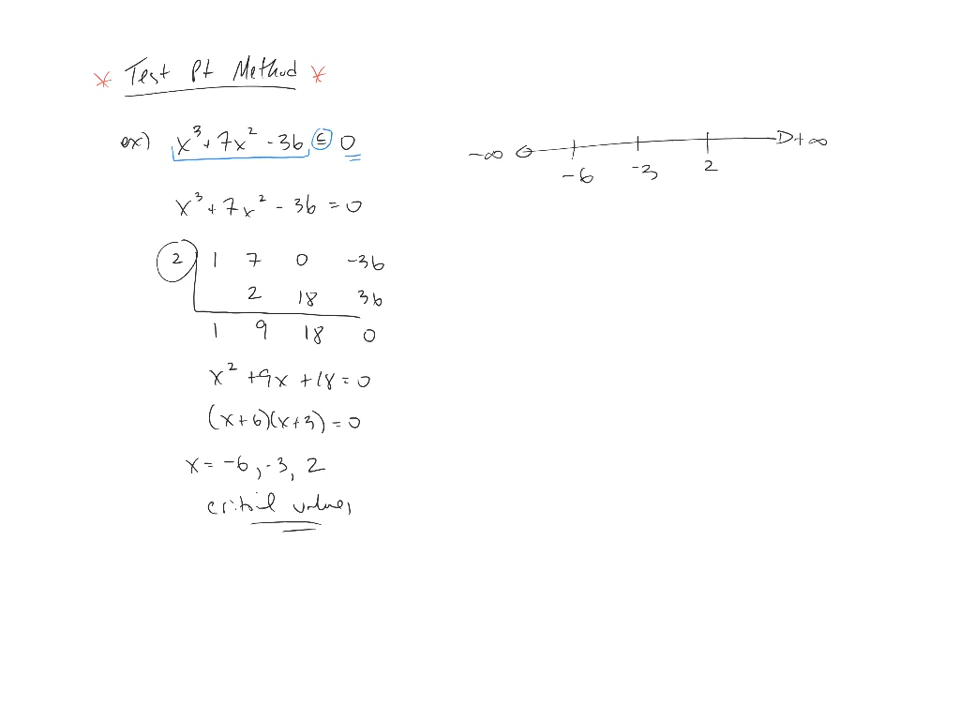 * Test Pt Method *
ex) x³ + 7x² - 36 ≤ 0
x³ + 7x² - 36 = 0
2 | 1 7 0 -36
2 18 36
1 9 18 0
x² + 9x + 18 = 0
(x+6)(x+3) = 0
x = -6, -3, 2
critical values
-∞ +∞
-6 -3 2